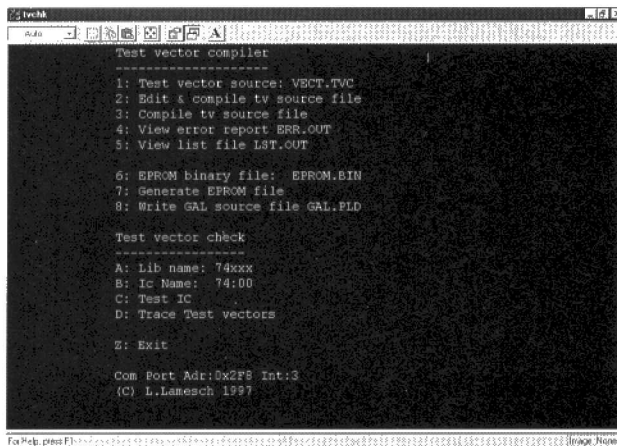 tvchk
Auto
A
Test vector compiler
--------------------
1: Test vector source: VECT.TVC
2: Edit & compile tv source file
3: Compile tv source file
4: View error report ERR.OUT
5: View list file LST.OUT
6: EPROM binary file: EPROM.BIN
7: Generate EPROM file
8: Write GAL source file GAL.PLD
Test vector check
-----------------
A: Lib name: 74xxx
B: Ic Name: 74:00
C: Test IC
D: Trace Test vectors
Z: Exit
Com Port Adr:0x2F8 Int:3
(C) L.Lamesch 1997
For Help, press F1
Image: None